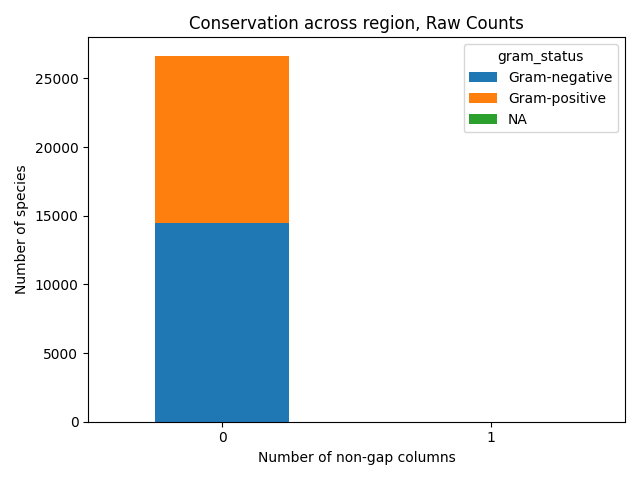 Conservation across region, Raw Counts
gram_status
Gram-negative
Gram-positive
NA
25000
20000
15000
10000
5000
0
Number of species
0
1
Number of non-gap columns